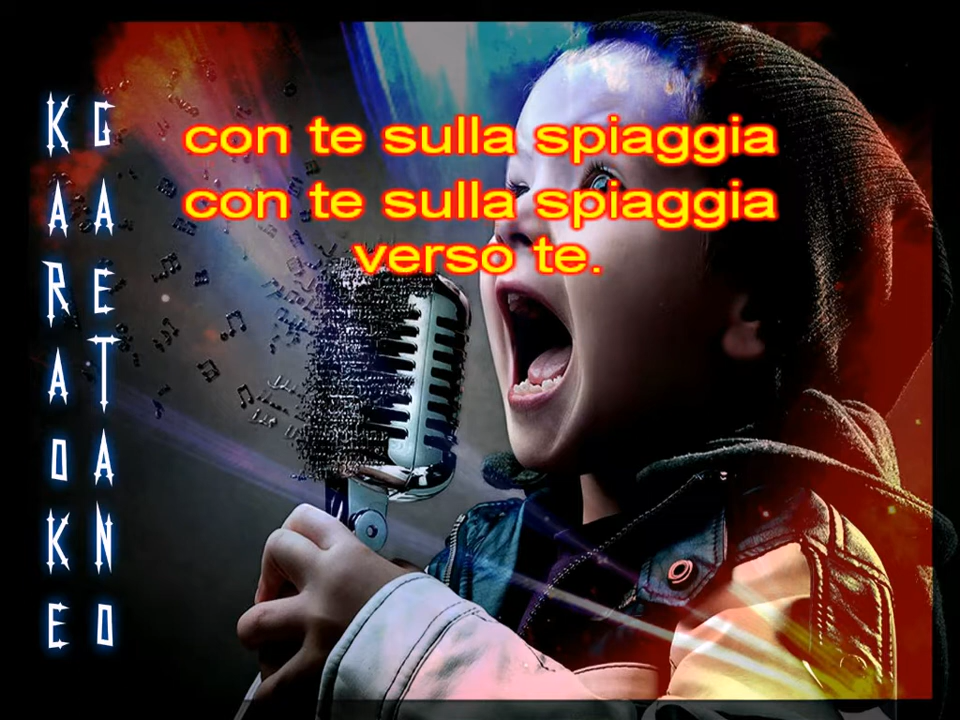 KARAOKE
GAETANO
con te sulla spiaggia
con te sulla spiaggia
verso te.